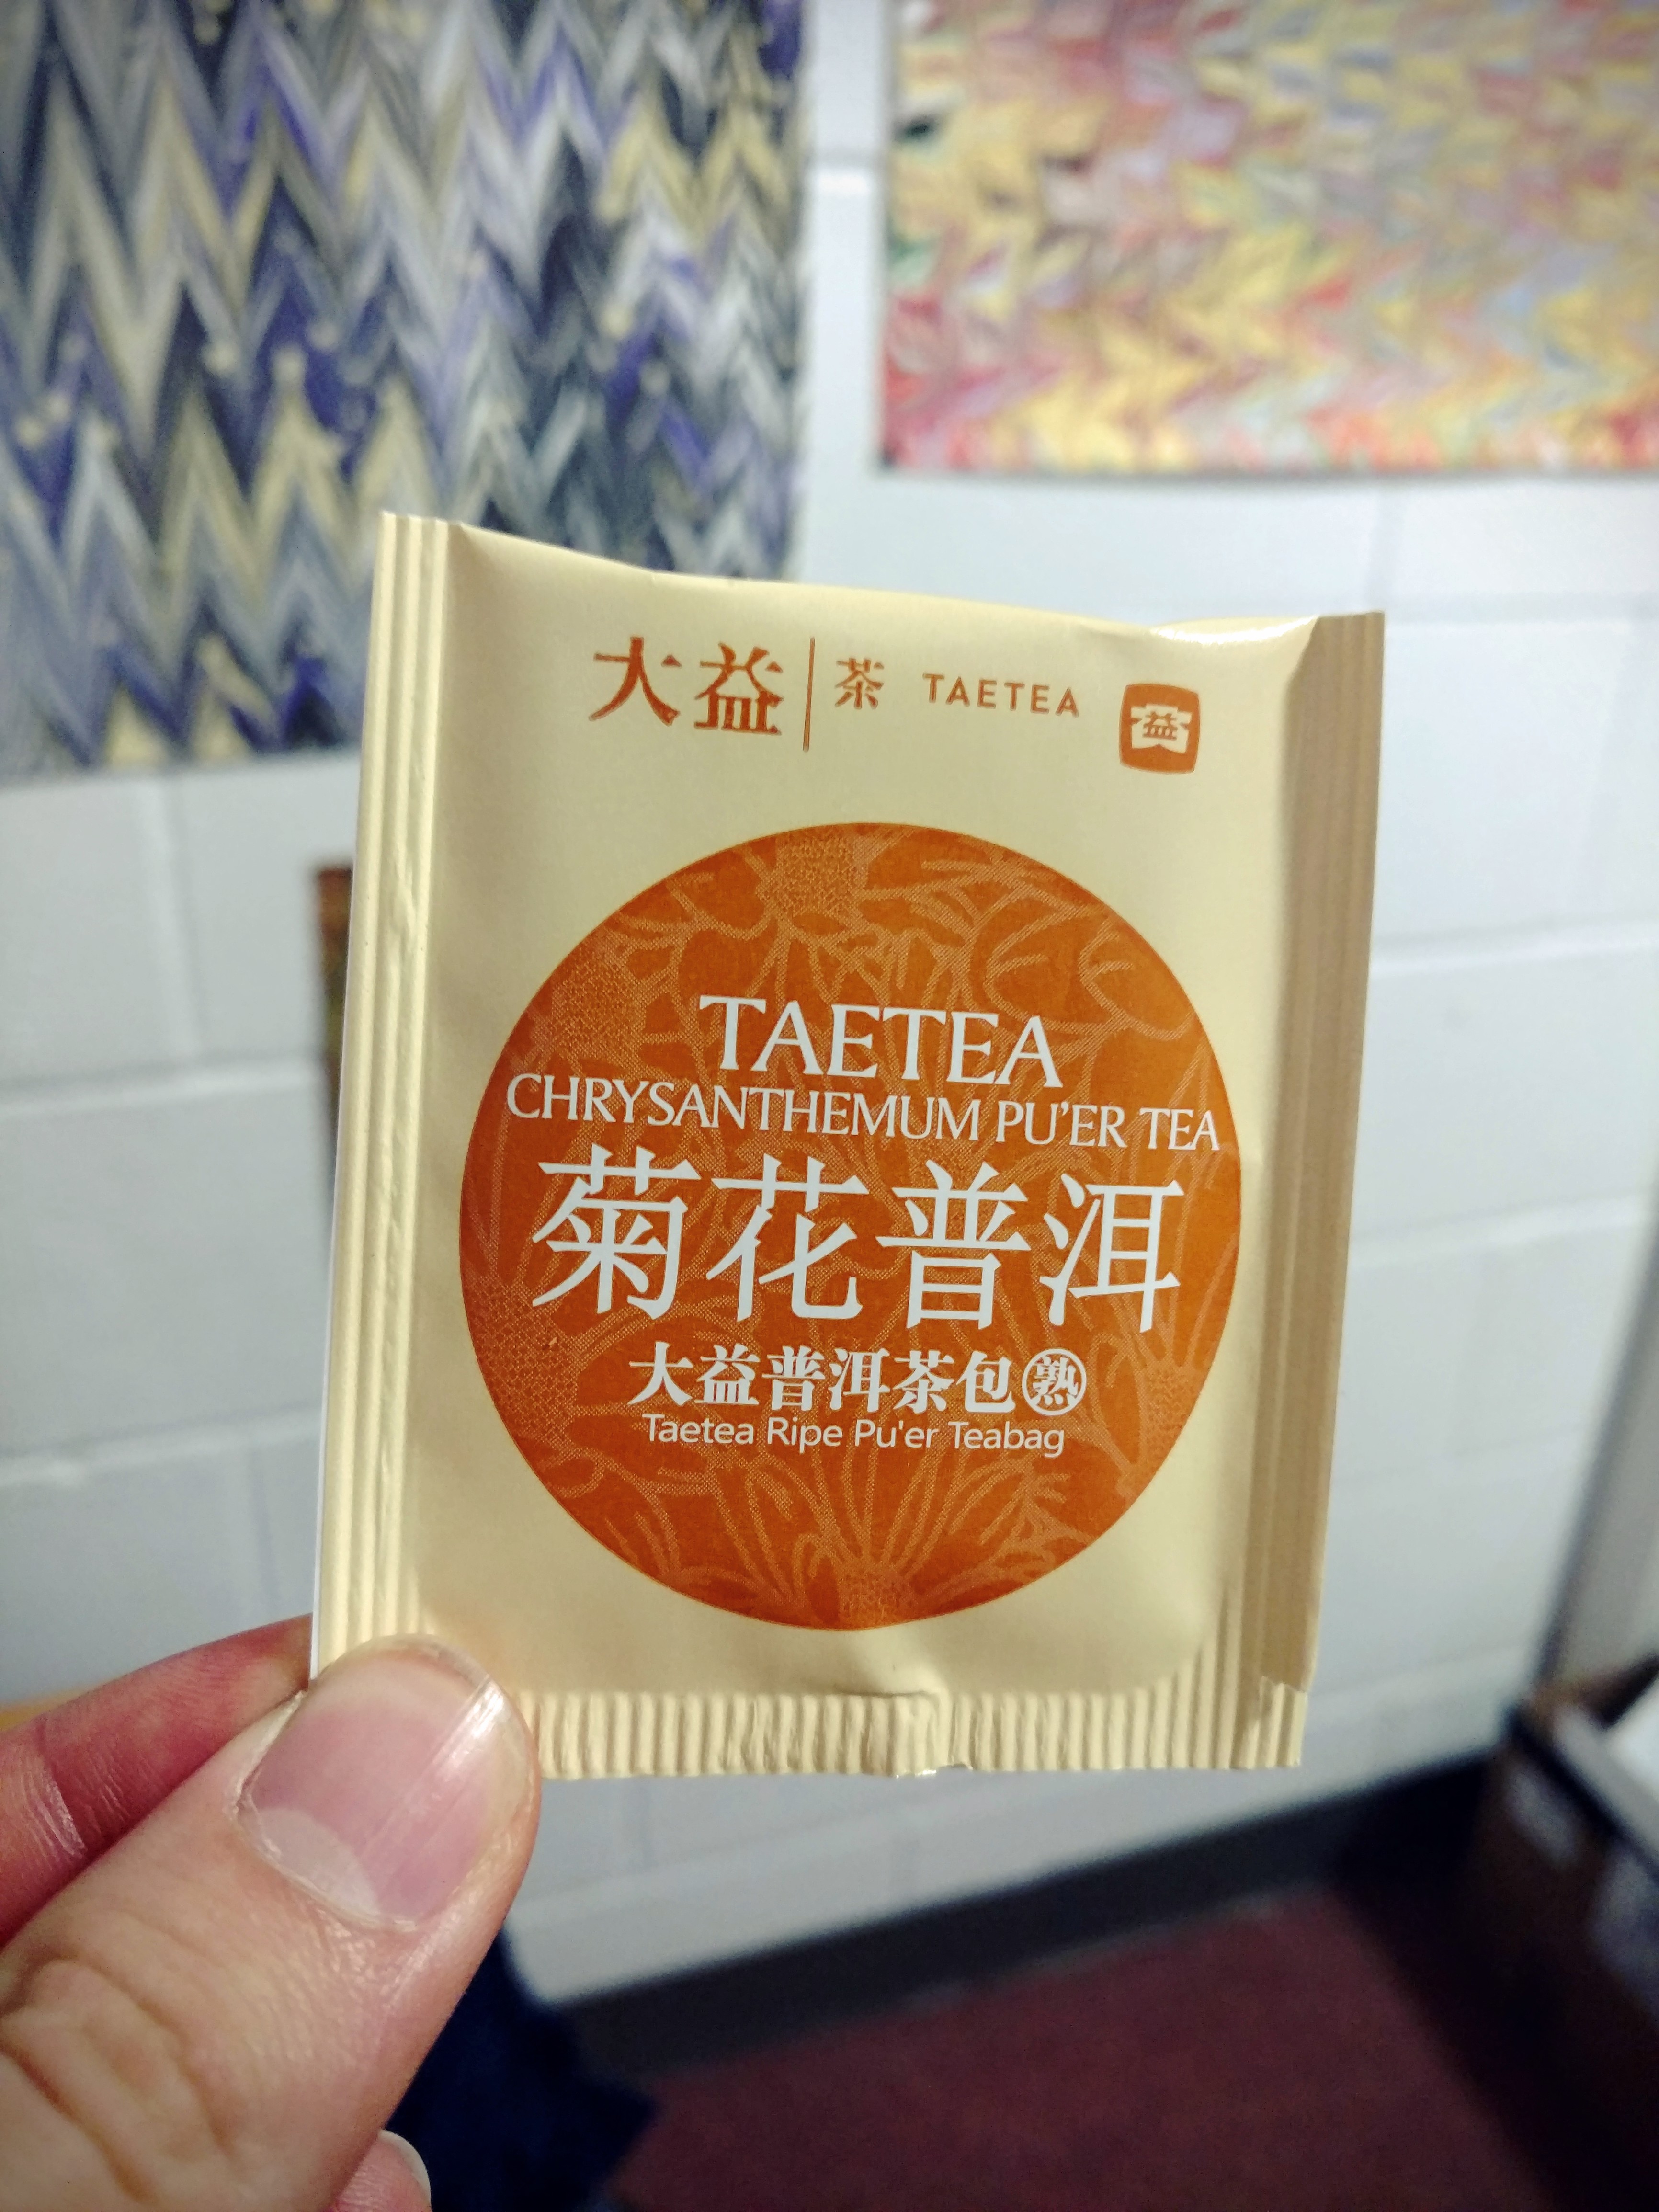 大益 | 茶 TAETEA 益
TAETEA
CHRYSANTHEMUM PU'ER TEA
菊花普洱
大益普洱茶包熟
Taetea Ripe Pu'er Teabag